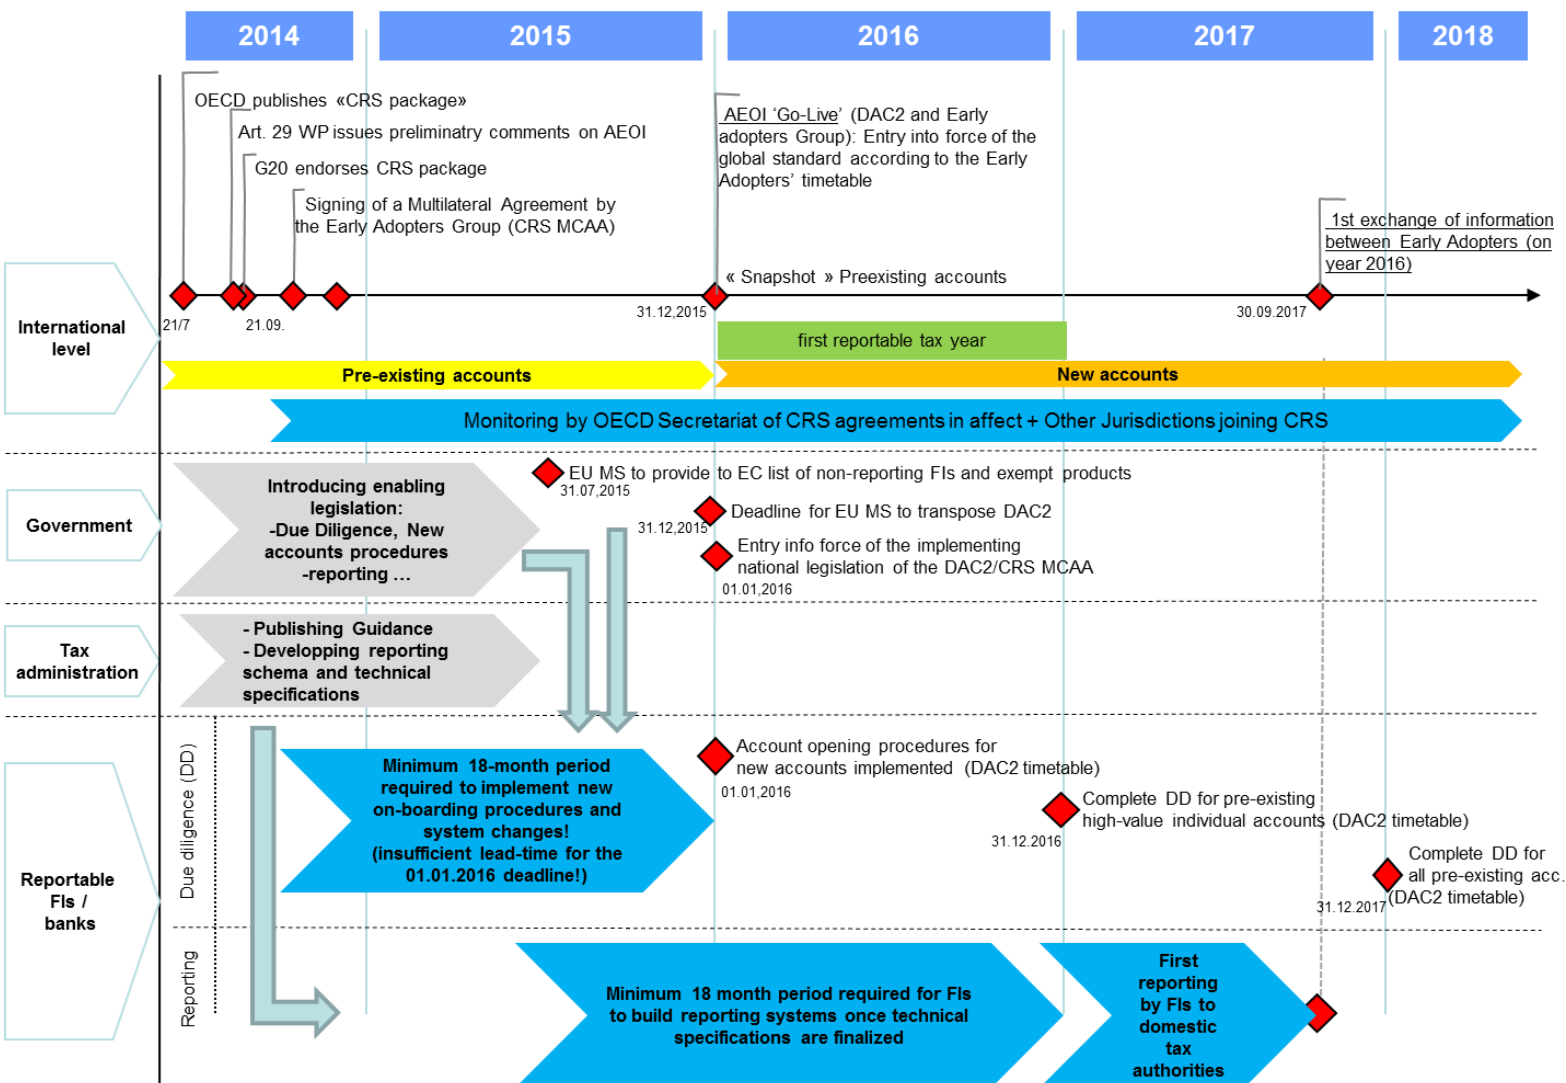 2014
2015
2016
2017
2018
OECD publishes «CRS package»
Art. 29 WP issues preliminatry comments on AEOI
G20 endorses CRS package
Signing of a Multilateral Agreement by
the Early Adopters Group (CRS MCAA)
AEOI ‘Go-Live’ (DAC2 and Early
adopters Group): Entry into force of the
global standard according to the Early
Adopters’ timetable
1st exchange of information
between Early Adopters (on
year 2016)
« Snapshot » Preexisting accounts
21/7
21.09.
31.12,2015
30.09.2017
International
level
first reportable tax year
Pre-existing accounts
New accounts
Monitoring by OECD Secretariat of CRS agreements in affect + Other Jurisdictions joining CRS
Government
Introducing enabling
legislation:
-Due Diligence, New
accounts procedures
-reporting …
EU MS to provide to EC list of non-reporting FIs and exempt products
31.07,2015
Deadline for EU MS to transpose DAC2
31.12,2015
Entry info force of the implementing
national legislation of the DAC2/CRS MCAA
01.01,2016
Tax
administration
- Publishing Guidance
- Developping reporting
schema and technical
specifications
Reportable
FIs /
banks
Due diligence (DD)
Minimum 18-month period
required to implement new
on-boarding procedures and
system changes!
(insufficient lead-time for the
01.01.2016 deadline!)
Account opening procedures for
new accounts implemented (DAC2 timetable)
01.01,2016
Complete DD for pre-existing
high-value individual accounts (DAC2 timetable)
31.12.2016
Complete DD for
all pre-existing acc.
(DAC2 timetable)
31.12.2017
Reporting
Minimum 18 month period required for FIs
to build reporting systems once technical
specifications are finalized
First
reporting
by FIs to
domestic
tax
authorities